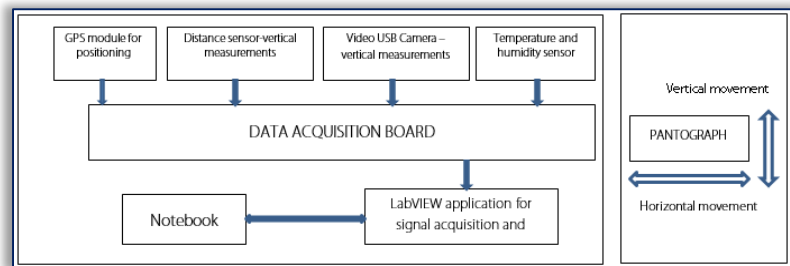 GPS module for
positioning
Distance sensor-vertical
measurements
Video USB Camera –
vertical measurements
Temperature and
humidity sensor
DATA ACQUISITION BOARD
Notebook
LabVIEW application for
signal acquisition and
Vertical movement
PANTOGRAPH
Horizontal movement